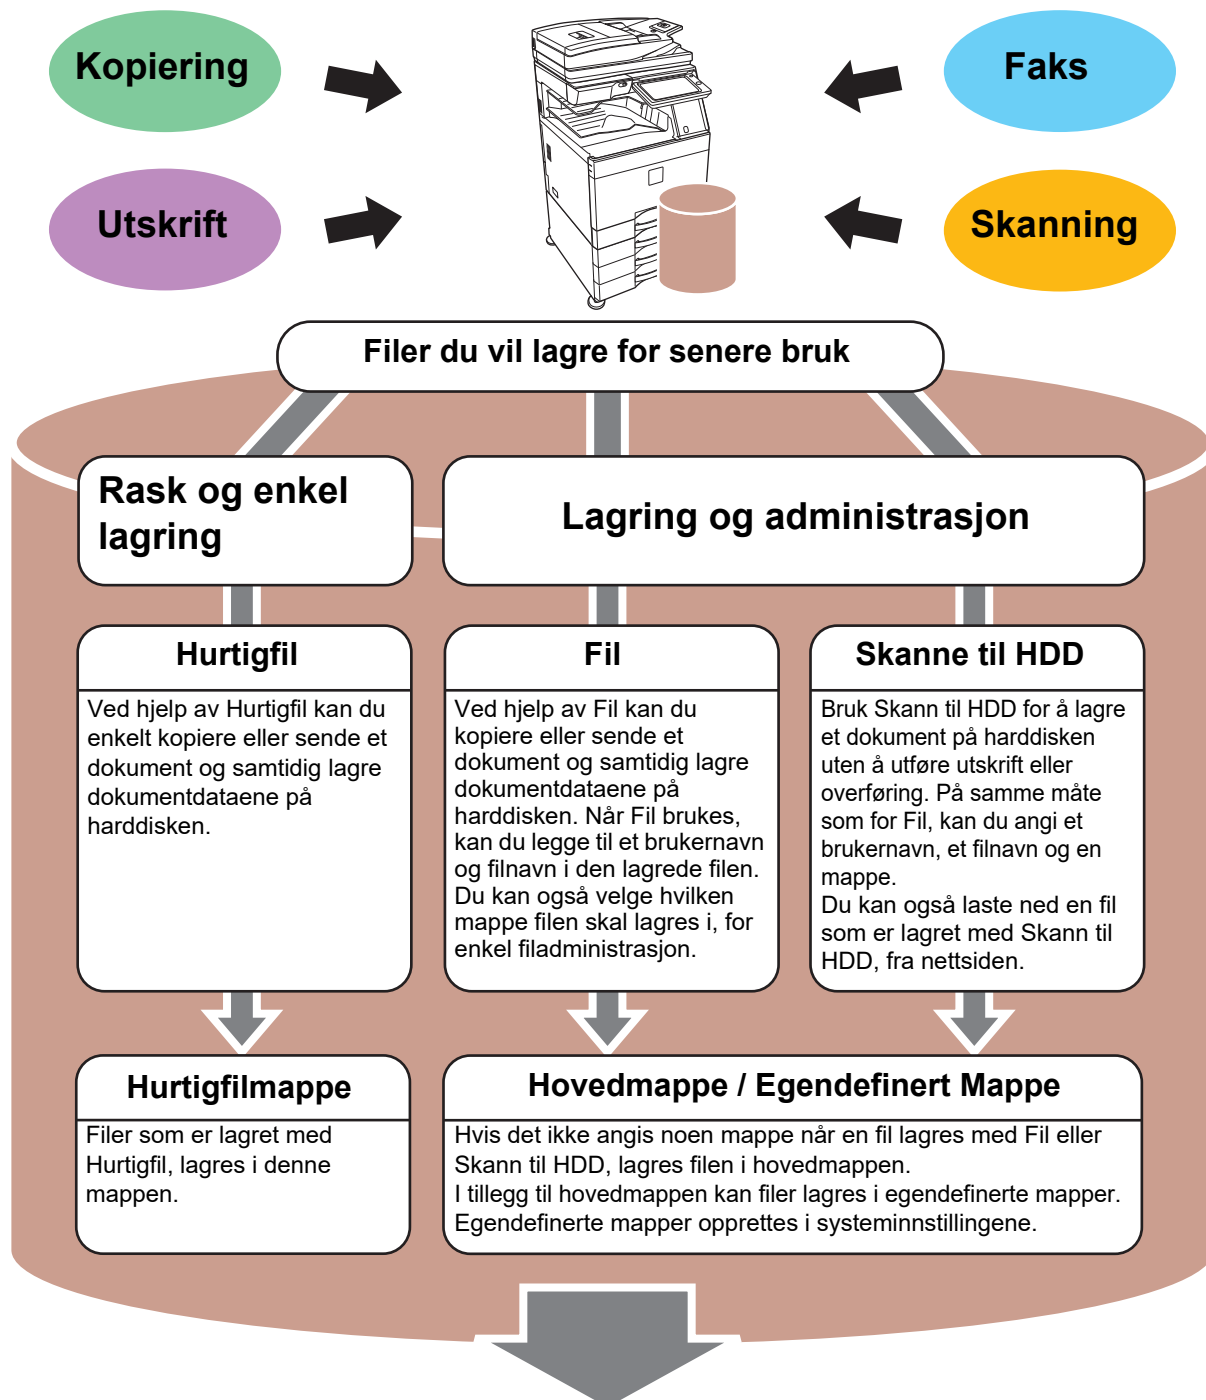 Kopiering
Faks
Utskrift
Skanning
Filer du vil lagre for senere bruk
Rask og enkel
lagring
Lagring og administrasjon
Hurtigfil
Ved hjelp av Hurtigfil kan du
enkelt kopiere eller sende et
dokument og samtidig lagre
dokumentdataene på
harddisken.
Fil
Ved hjelp av Fil kan du
kopiere eller sende et
dokument og samtidig lagre
dokumentdataene på
harddisken. Når Fil brukes,
kan du legge til et brukernavn
og filnavn i den lagrede filen.
Du kan også velge hvilken
mappe filen skal lagres i, for
enkel filadministrasjon.
Skanne til HDD
Bruk Skann til HDD for å lagre
et dokument på harddisken
uten å utføre utskrift eller
overføring. På samme måte
som for Fil, kan du angi et
brukernavn, et filnavn og en
mappe.
Du kan også laste ned en fil
som er lagret med Skann til
HDD, fra nettsiden.
Hurtigfilmappe
Filer som er lagret med
Hurtigfil, lagres i denne
mappen.
Hovedmappe / Egendefinert Mappe
Hvis det ikke angis noen mappe når en fil lagres med Fil eller
Skann til HDD, lagres filen i hovedmappen.
I tillegg til hovedmappen kan filer lagres i egendefinerte mapper.
Egendefinerte mapper opprettes i systeminnstillingene.